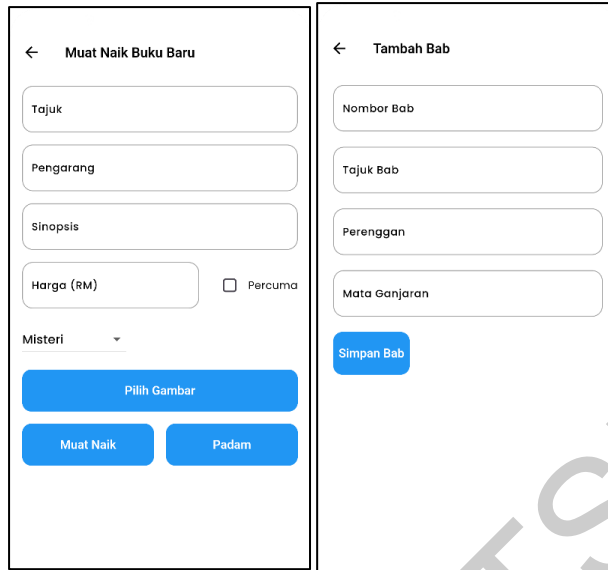 Muat Naik Buku Baru
Tajuk
Pengarang
Sinopsis
Harga (RM)
Percuma
Misteri
Pilih Gambar
Muat Naik
Padam
Tambah Bab
Nombor Bab
Tajuk Bab
Perenggan
Mata Ganjaran
Simpan Bab